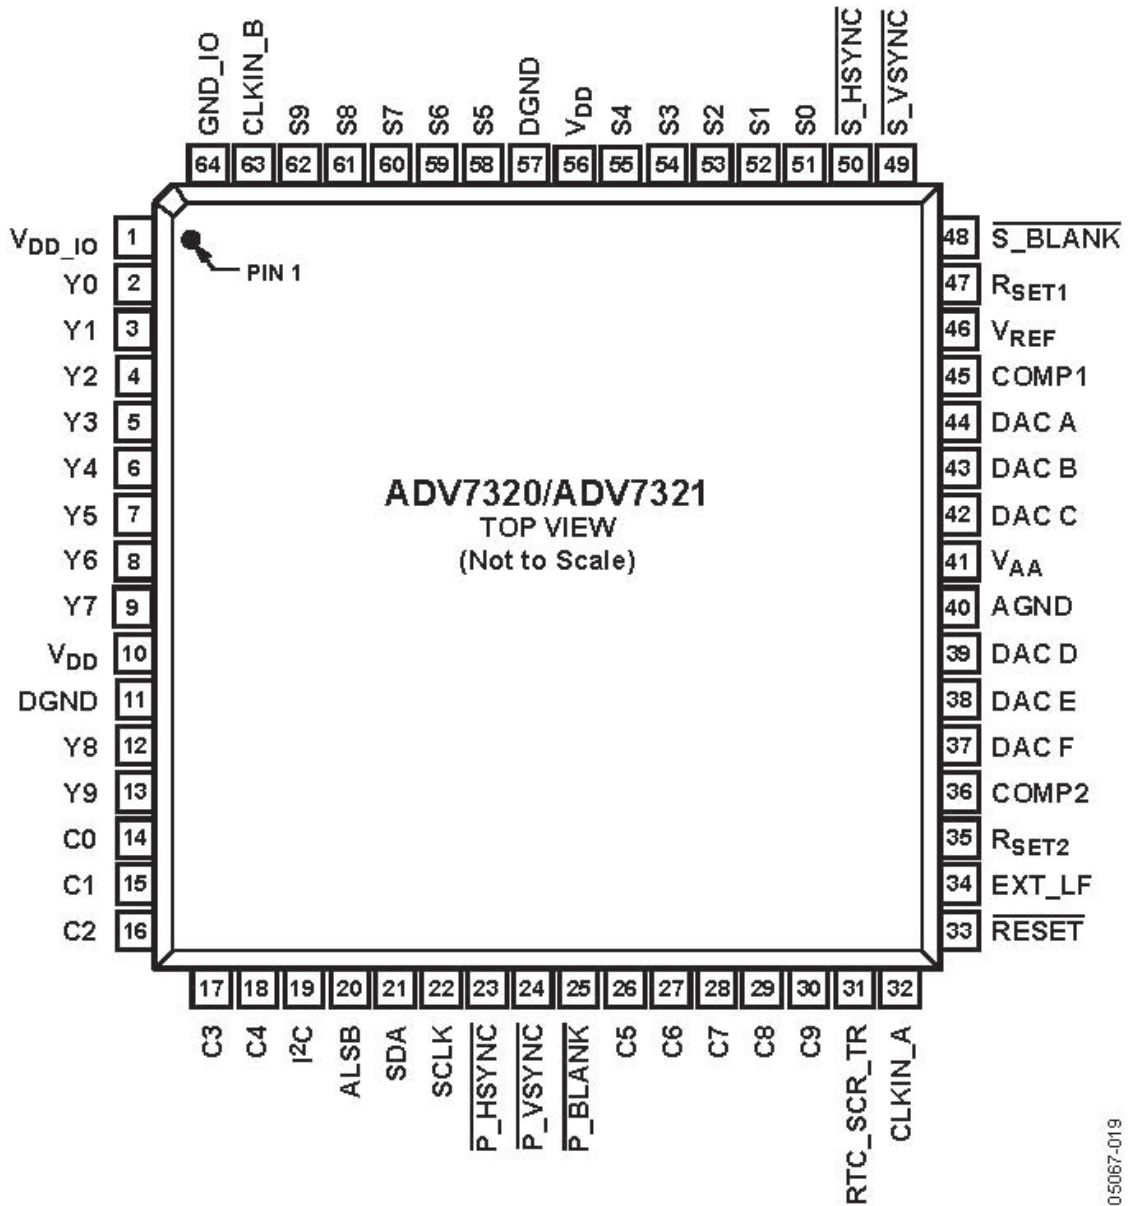 GND_IO
CLKIN_B
S9
S8
S7
S6
S5
DGND
VDD
S4
S3
S2
S1
S0
S_HSYNC
S_VSYNC
64 63 62 61 60 59 58 57 56 55 54 53 52 51 50 49
VDD_IO 1
Y0 2
Y1 3
Y2 4
Y3 5
Y4 6
Y5 7
Y6 8
Y7 9
VDD 10
DGND 11
Y8 12
Y9 13
C0 14
C1 15
C2 16
PIN 1
ADV7320/ADV7321
TOP VIEW
(Not to Scale)
48 S_BLANK
47 RSET1
46 VREF
45 COMP1
44 DAC A
43 DAC B
42 DAC C
41 VAA
40 AGND
39 DAC D
38 DAC E
37 DAC F
36 COMP2
35 RSET2
34 EXT_LF
33 RESET
17 18 19 20 21 22 23 24 25 26 27 28 29 30 31 32
C3
C4
I²C
ALSB
SDA
SCLK
P_HSYNC
P_VSYNC
P_BLANK
C5
C6
C7
C8
C9
RTC_SCR_TR
CLKIN_A
05067-019